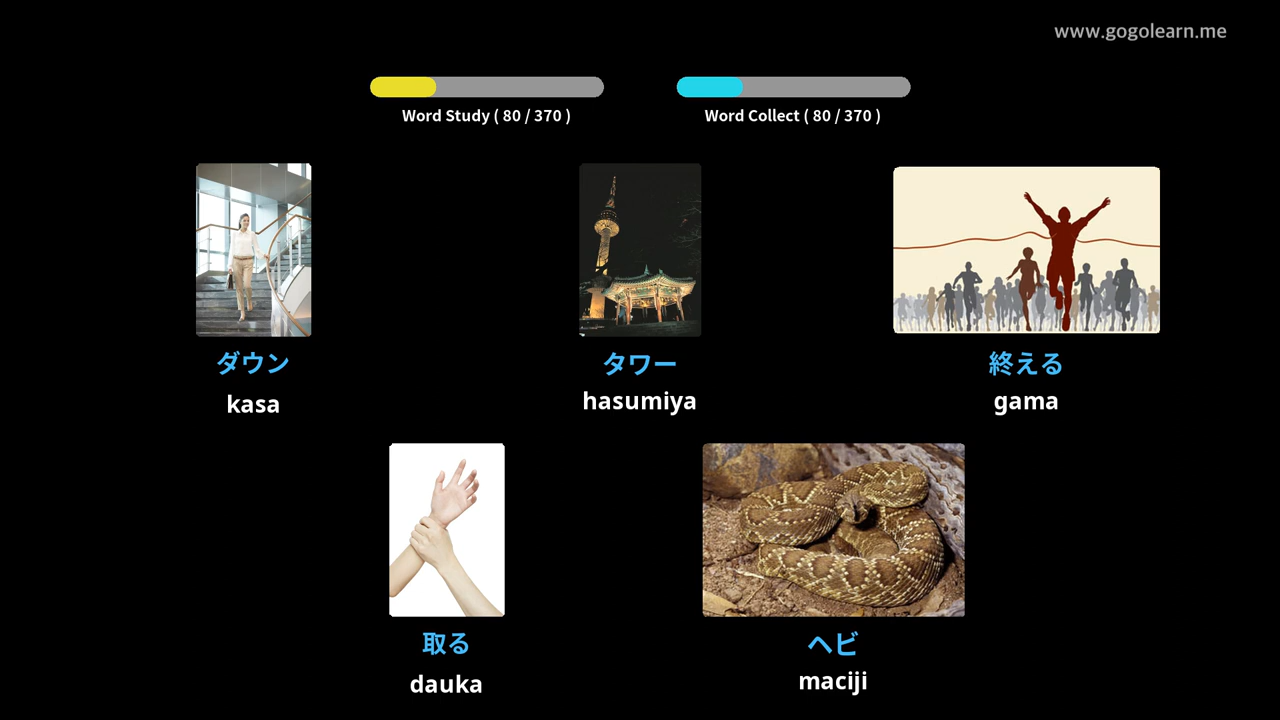 www.gogolearn.me
Word Study ( 80 / 370 )
Word Collect ( 80 / 370 )
ダウン
kasa
タワー
hasumiya
終える
gama
取る
dauka
ヘビ
maciji